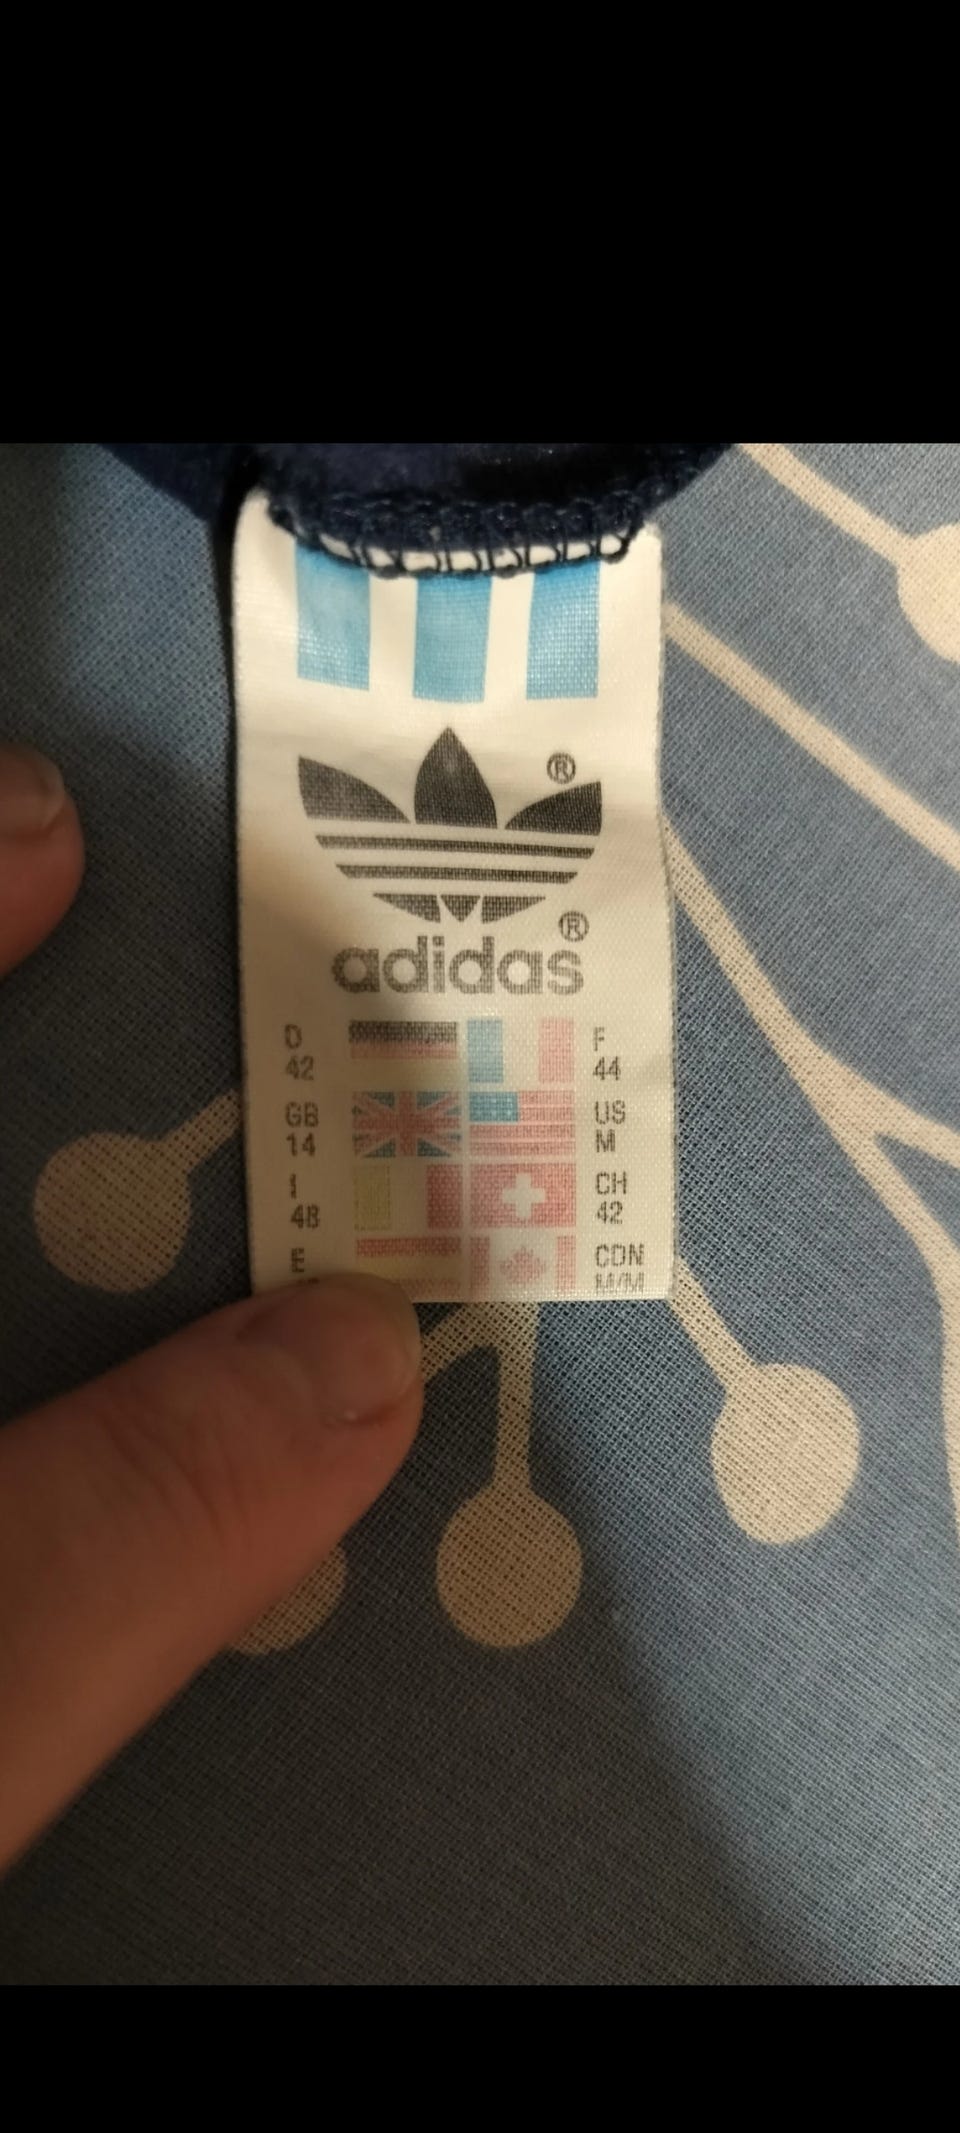 ®
®
adidas
D 42
F 44
GB 14
US M
I 48
CH 42
E
CDN M/M